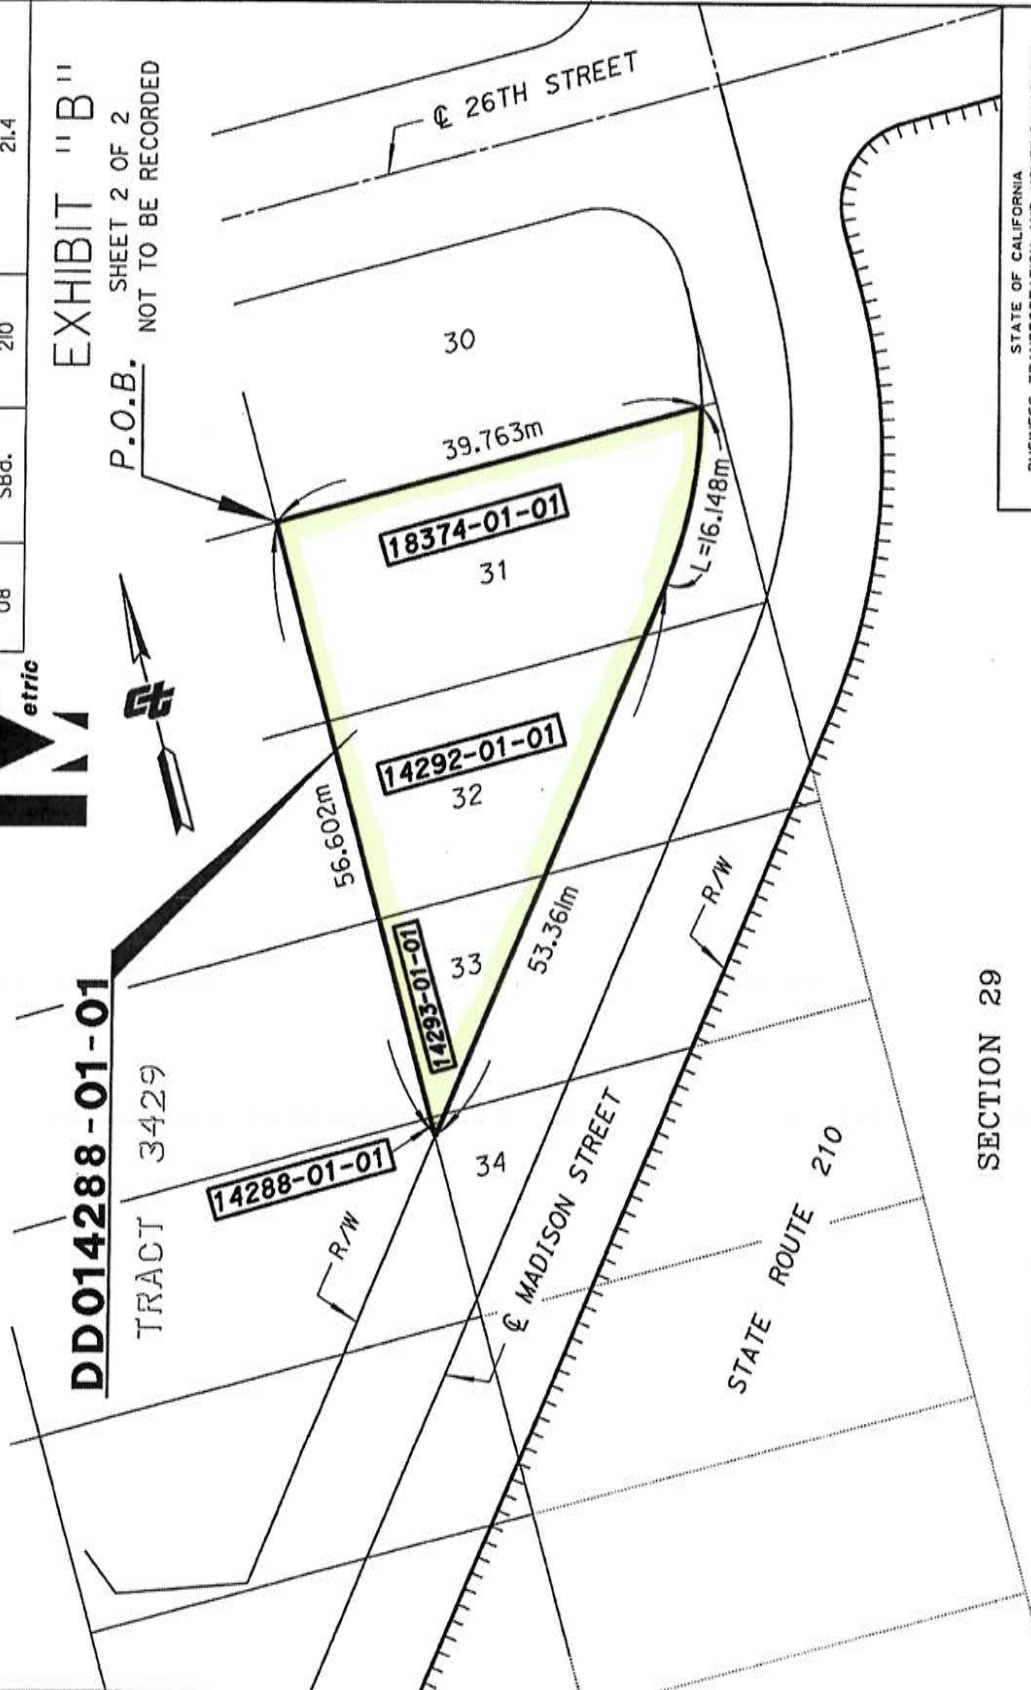 08
SBd.
210
21.4
M
etric
EXHIBIT "B"
SHEET 2 OF 2
NOT TO BE RECORDED
P.O.B.
℄ 26TH STREET
30
39.763m
18374-01-01
31
L=16.148m
14292-01-01
32
56.602m
53.361m
14293-01-01
33
DD014288-01-01
TRACT 3429
14288-01-01
34
R/W
R/W
℄ MADISON STREET
STATE ROUTE 210
SECTION 29
STATE OF CALIFORNIA